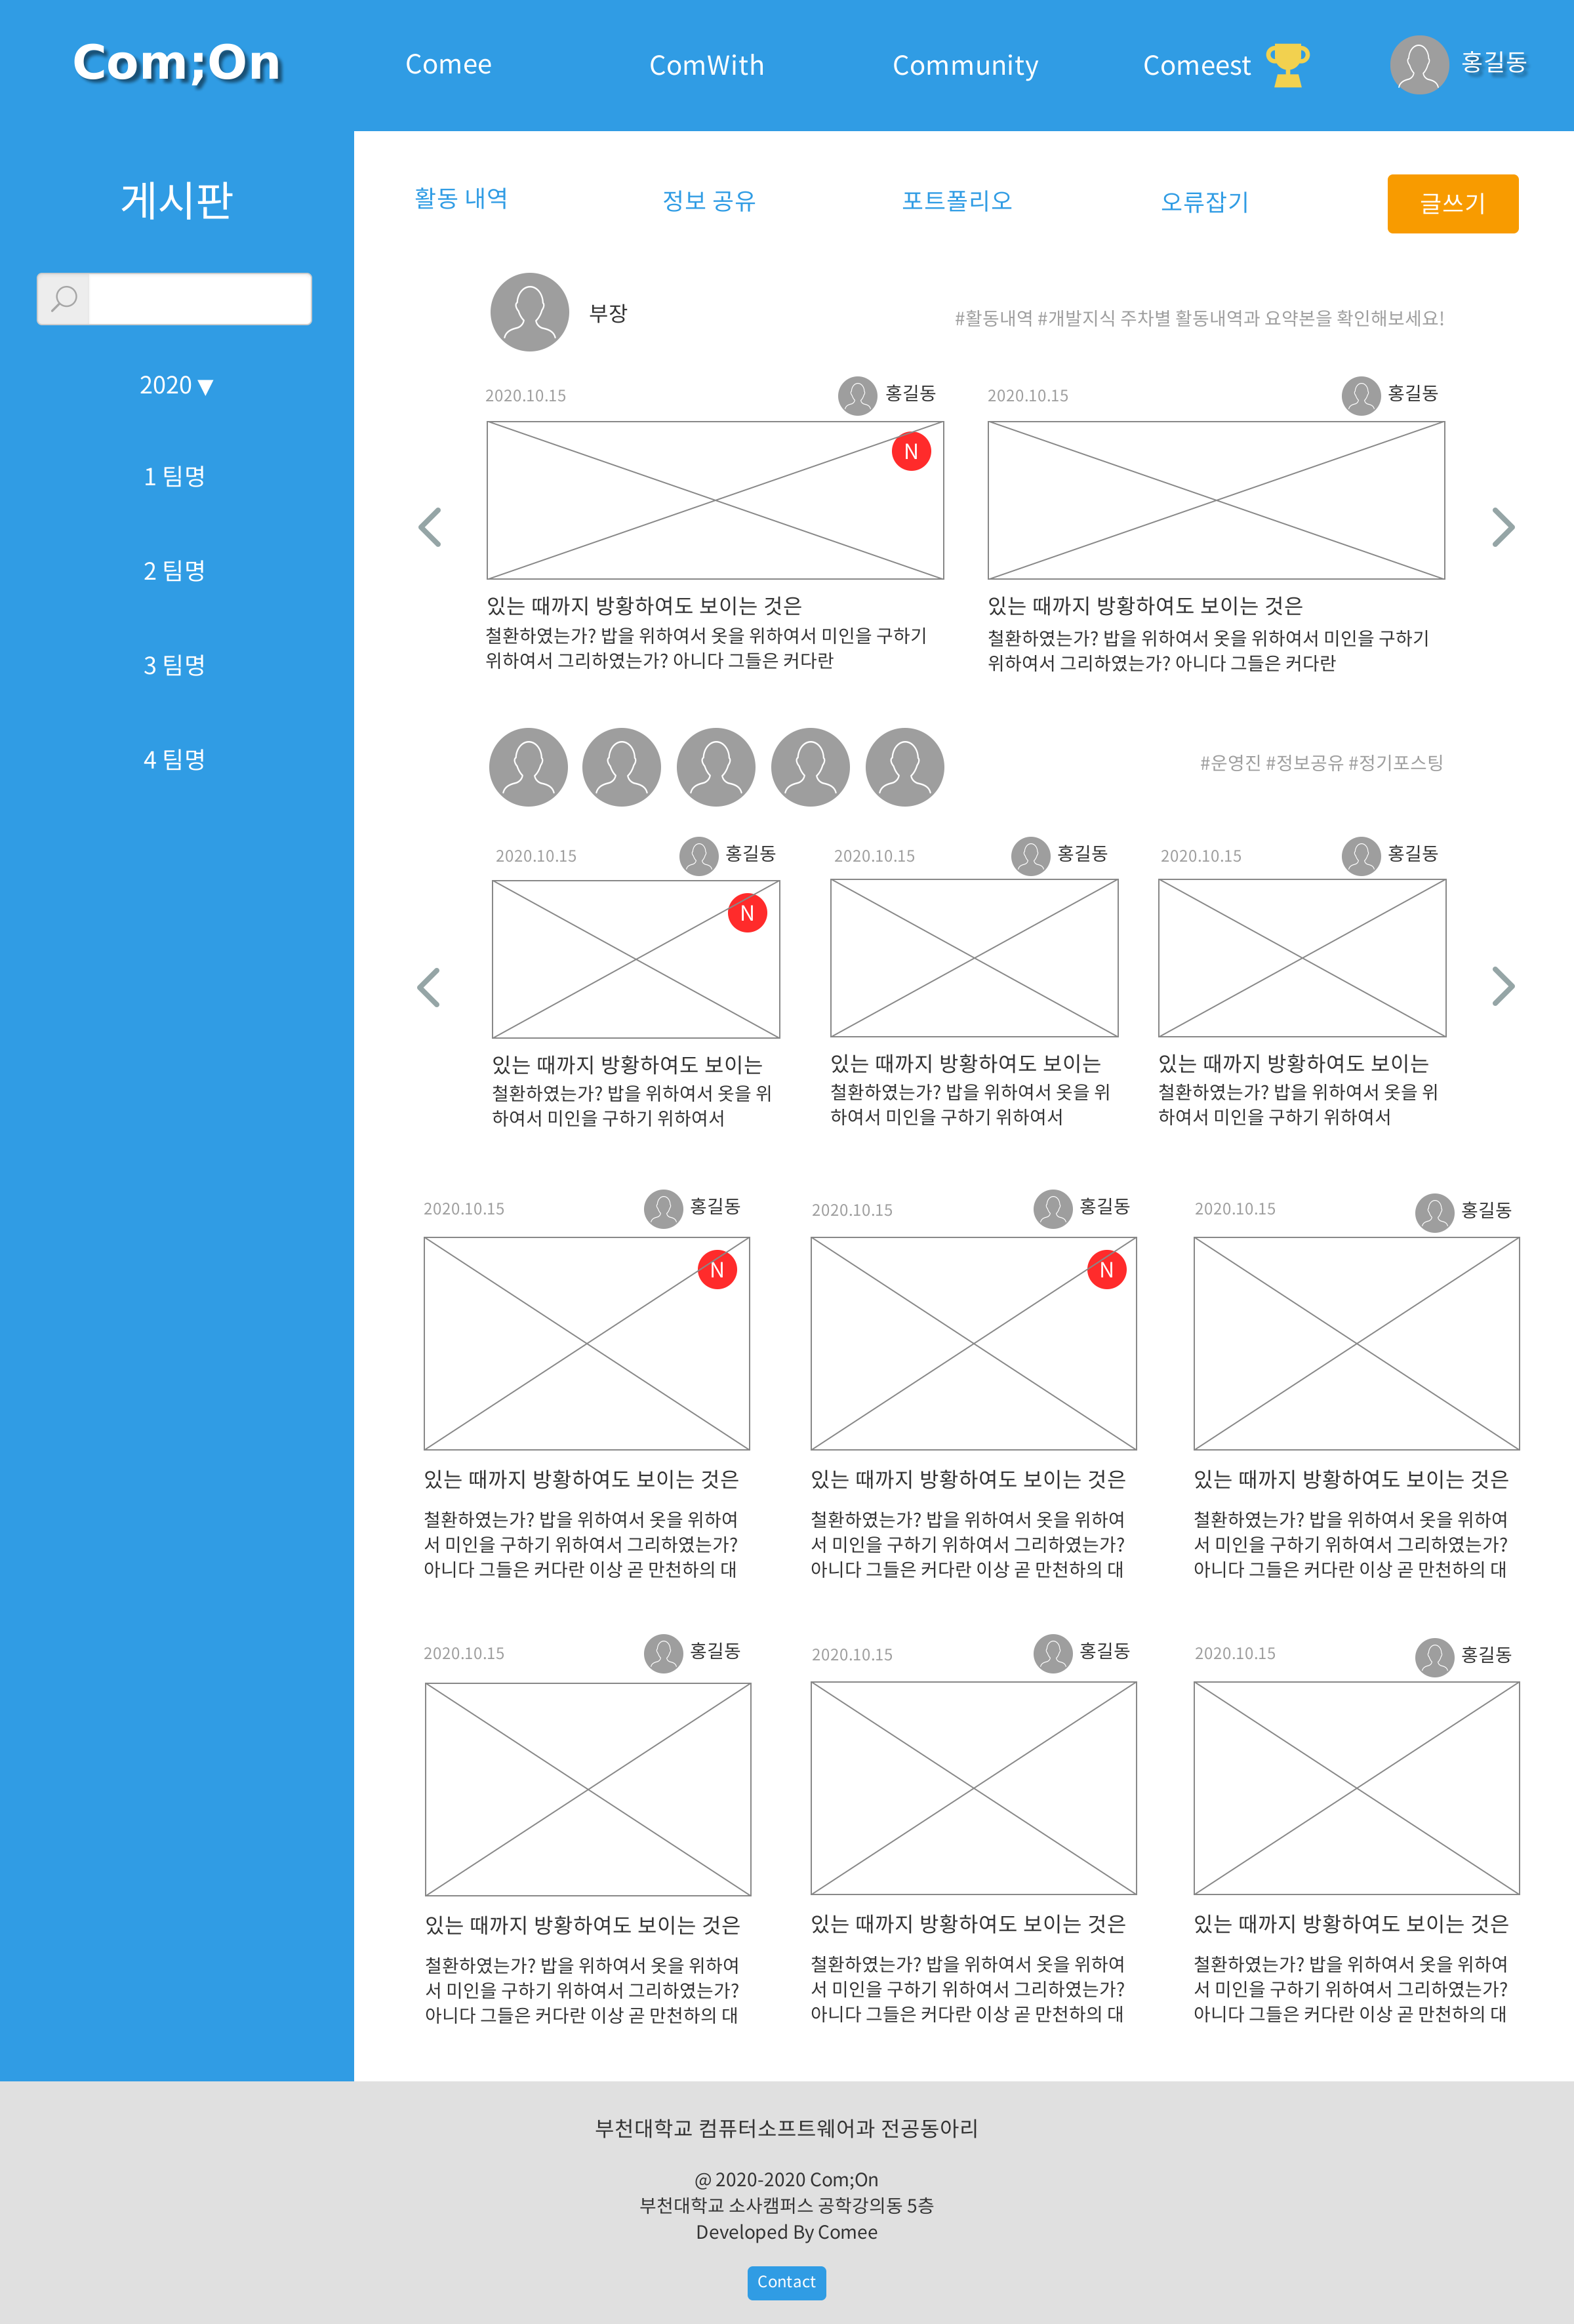 Com;On
Comee
ComWith
Community
Comeest
홍길동
게시판
2020 ▼
1 팀명
2 팀명
3 팀명
4 팀명
활동 내역
정보 공유
포트폴리오
오류잡기
글쓰기
부장
#활동내역 #개발지식 주차별 활동내역과 요약본을 확인해보세요!
2020.10.15
홍길동
N
있는 때까지 방황하여도 보이는 것은
철환하였는가? 밥을 위하여서 옷을 위하여서 미인을 구하기
위하여서 그리하였는가? 아니다 그들은 커다란
2020.10.15
홍길동
있는 때까지 방황하여도 보이는 것은
철환하였는가? 밥을 위하여서 옷을 위하여서 미인을 구하기
위하여서 그리하였는가? 아니다 그들은 커다란
#운영진 #정보공유 #정기포스팅
2020.10.15
홍길동
N
있는 때까지 방황하여도 보이는
철환하였는가? 밥을 위하여서 옷을 위
하여서 미인을 구하기 위하여서
2020.10.15
홍길동
있는 때까지 방황하여도 보이는
철환하였는가? 밥을 위하여서 옷을 위
하여서 미인을 구하기 위하여서
2020.10.15
홍길동
있는 때까지 방황하여도 보이는
철환하였는가? 밥을 위하여서 옷을 위
하여서 미인을 구하기 위하여서
2020.10.15
홍길동
N
있는 때까지 방황하여도 보이는 것은
철환하였는가? 밥을 위하여서 옷을 위하여
서 미인을 구하기 위하여서 그리하였는가?
아니다 그들은 커다란 이상 곧 만천하의 대
2020.10.15
홍길동
N
있는 때까지 방황하여도 보이는 것은
철환하였는가? 밥을 위하여서 옷을 위하여
서 미인을 구하기 위하여서 그리하였는가?
아니다 그들은 커다란 이상 곧 만천하의 대
2020.10.15
홍길동
있는 때까지 방황하여도 보이는 것은
철환하였는가? 밥을 위하여서 옷을 위하여
서 미인을 구하기 위하여서 그리하였는가?
아니다 그들은 커다란 이상 곧 만천하의 대
2020.10.15
홍길동
있는 때까지 방황하여도 보이는 것은
철환하였는가? 밥을 위하여서 옷을 위하여
서 미인을 구하기 위하여서 그리하였는가?
아니다 그들은 커다란 이상 곧 만천하의 대
2020.10.15
홍길동
있는 때까지 방황하여도 보이는 것은
철환하였는가? 밥을 위하여서 옷을 위하여
서 미인을 구하기 위하여서 그리하였는가?
아니다 그들은 커다란 이상 곧 만천하의 대
2020.10.15
홍길동
있는 때까지 방황하여도 보이는 것은
철환하였는가? 밥을 위하여서 옷을 위하여
서 미인을 구하기 위하여서 그리하였는가?
아니다 그들은 커다란 이상 곧 만천하의 대
부천대학교 컴퓨터소프트웨어과 전공동아리
@ 2020-2020 Com;On
부천대학교 소사캠퍼스 공학강의동 5층
Developed By Comee
Contact